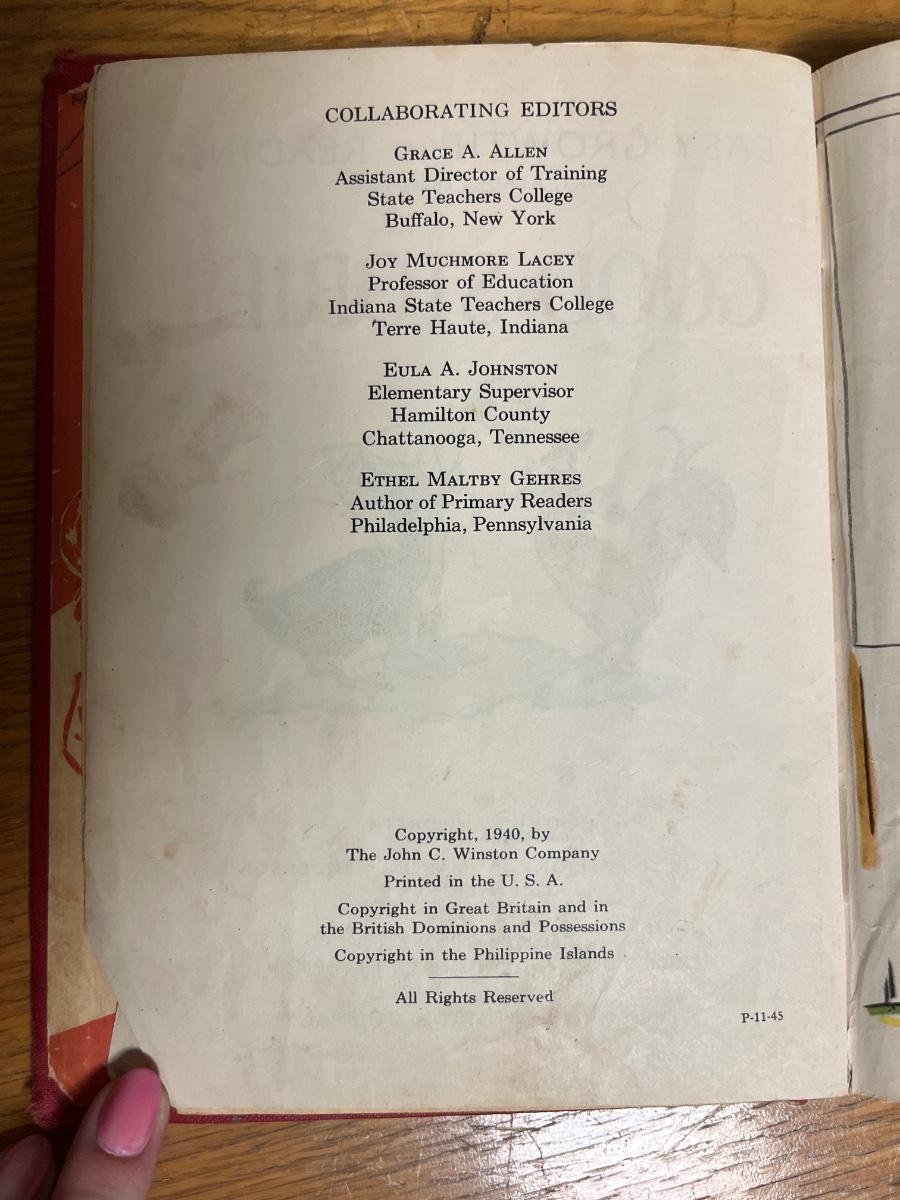 COLLABORATING EDITORS
GRACE A. ALLEN
Assistant Director of Training
State Teachers College
Buffalo, New York
JOY MUCHMORE LACEY
Professor of Education
Indiana State Teachers College
Terre Haute, Indiana
EULA A. JOHNSTON
Elementary Supervisor
Hamilton County
Chattanooga, Tennessee
ETHEL MALTBY GEHRES
Author of Primary Readers
Philadelphia, Pennsylvania
Copyright, 1940, by
The John C. Winston Company
Printed in the U. S. A.
Copyright in Great Britain and in
the British Dominions and Possessions
Copyright in the Philippine Islands
All Rights Reserved
P-11-45